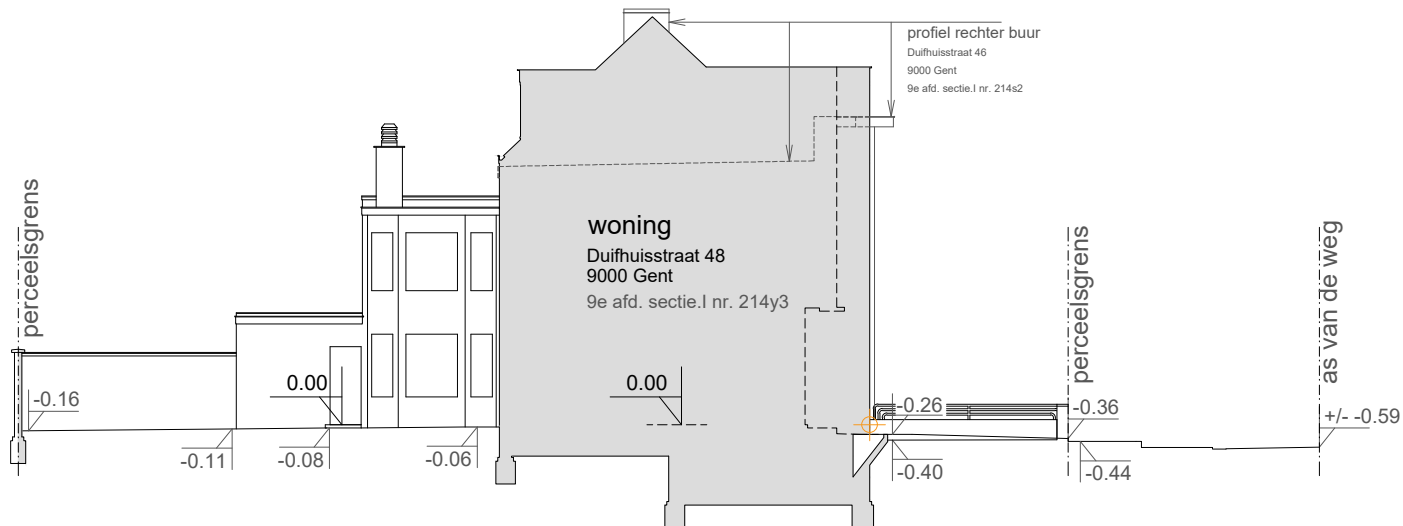 profiel rechter buur
Duifhuisstraat 46
9000 Gent
9e afd. sectie.I nr. 214s2
perceelsgrens
woning
Duifhuisstraat 48
9000 Gent
9e afd. sectie.I nr. 214y3
perceelsgrens
as van de weg
0.00
0.00
-0.16
-0.11
-0.08
-0.06
-0.26
-0.40
-0.36
-0.44
+/- -0.59